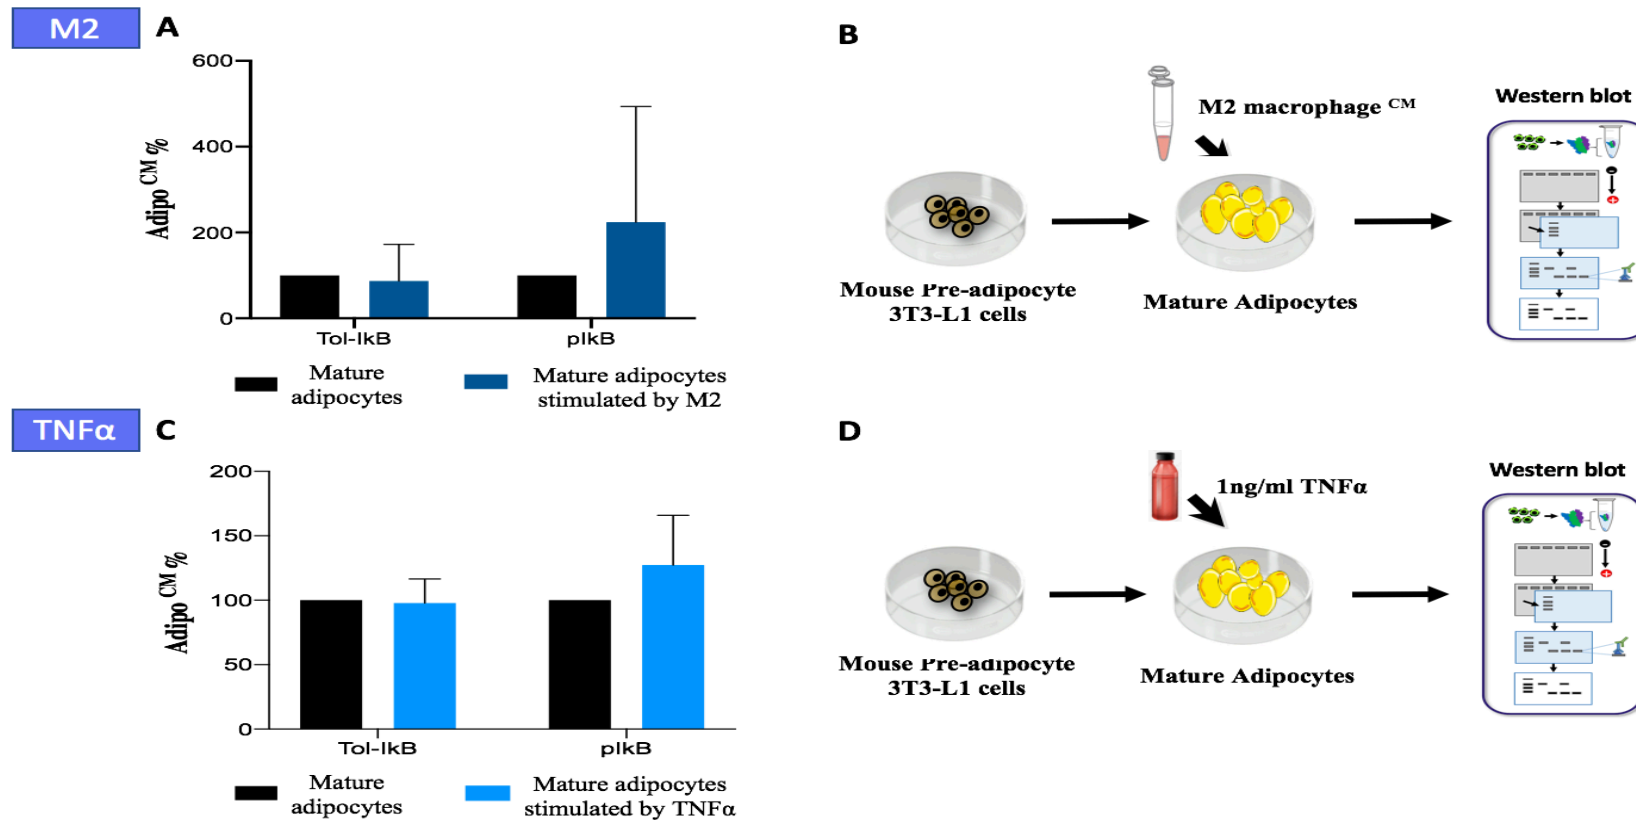 M2
A
600
400
200
0
Adipo CM %
Tol-IkB
pIkB
Mature
adipocytes
Mature adipocytes
stimulated by M2
B
M2 macrophage CM
Western blot
Mouse Pre-adipocyte
3T3-L1 cells
Mature Adipocytes
TNFα
C
200
150
100
50
0
Adipo CM %
Tol-IkB
pIkB
Mature
adipocytes
Mature adipocytes
stimulated by TNFα
D
1ng/ml TNFα
Western blot
Mouse Pre-adipocyte
3T3-L1 cells
Mature Adipocytes